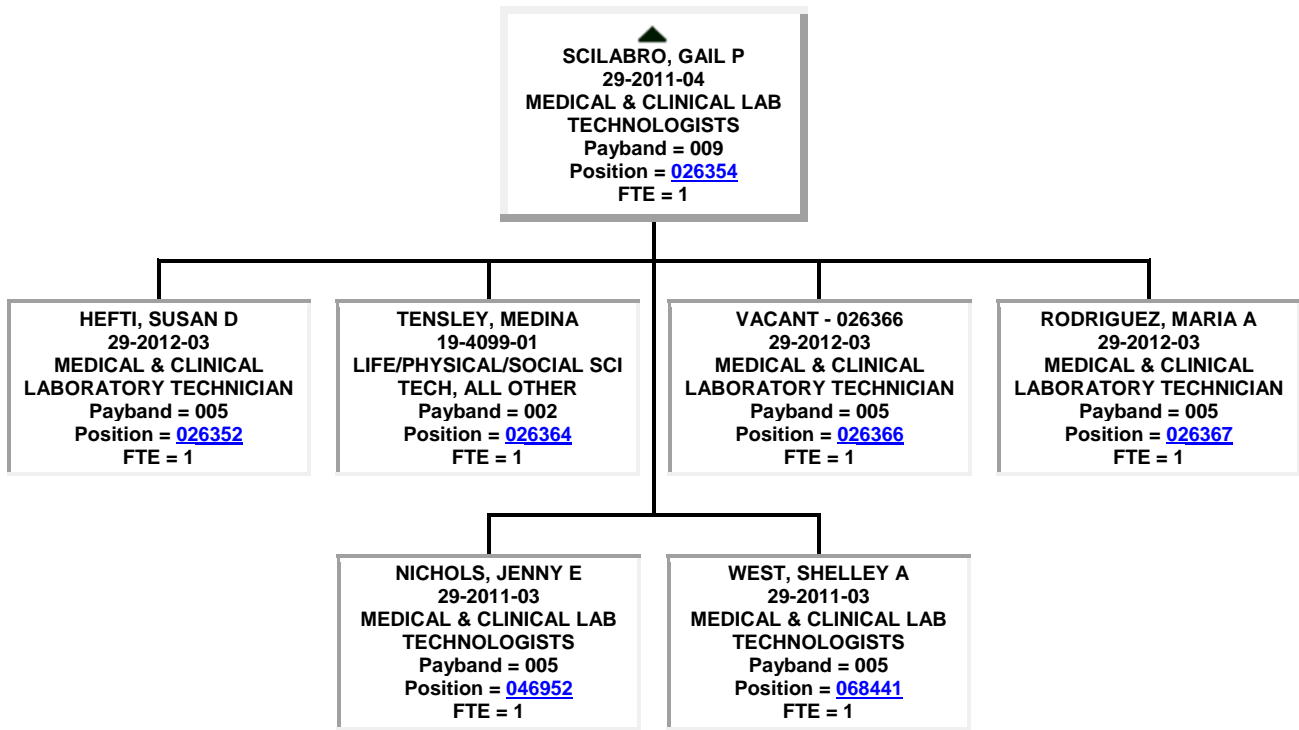 SCILABRO, GAIL P
29-2011-04
MEDICAL & CLINICAL LAB
TECHNOLOGISTS
Payband = 009
Position = 026354
FTE = 1
HEFTI, SUSAN D
29-2012-03
MEDICAL & CLINICAL
LABORATORY TECHNICIAN
Payband = 005
Position = 026352
FTE = 1
TENSLEY, MEDINA
19-4099-01
LIFE/PHYSICAL/SOCIAL SCI
TECH, ALL OTHER
Payband = 002
Position = 026364
FTE = 1
VACANT - 026366
29-2012-03
MEDICAL & CLINICAL
LABORATORY TECHNICIAN
Payband = 005
Position = 026366
FTE = 1
RODRIGUEZ, MARIA A
29-2012-03
MEDICAL & CLINICAL
LABORATORY TECHNICIAN
Payband = 005
Position = 026367
FTE = 1
NICHOLS, JENNY E
29-2011-03
MEDICAL & CLINICAL LAB
TECHNOLOGISTS
Payband = 005
Position = 046952
FTE = 1
WEST, SHELLEY A
29-2011-03
MEDICAL & CLINICAL LAB
TECHNOLOGISTS
Payband = 005
Position = 068441
FTE = 1